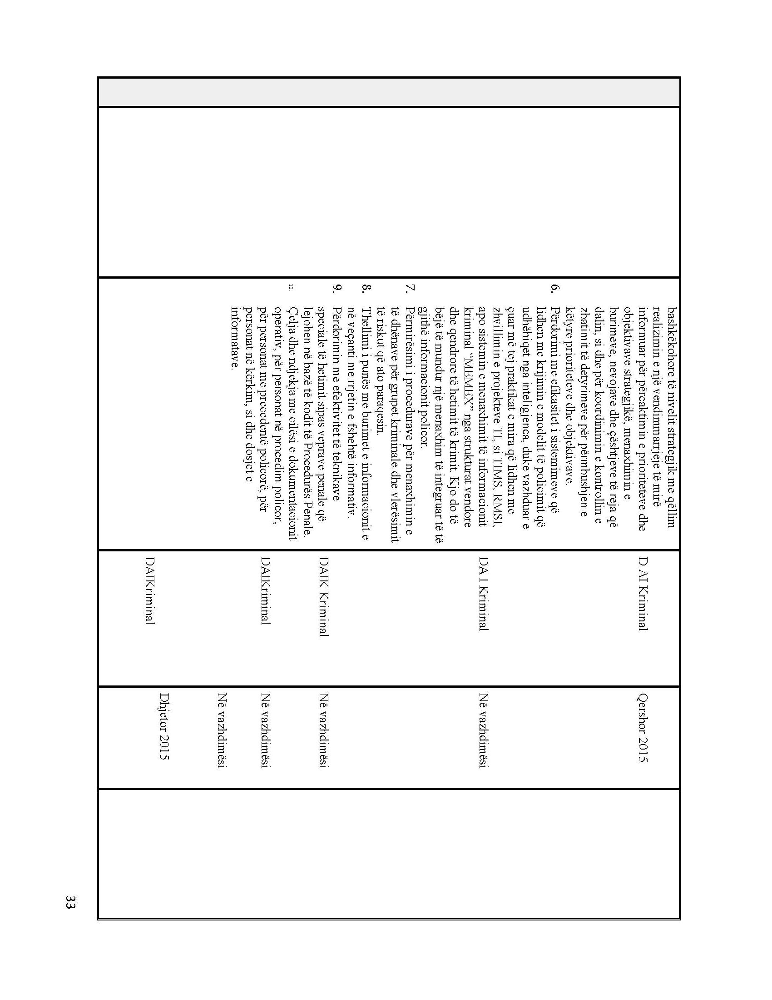 bashkëkohore të nivelit strategjik me qëllim
realizimin e një vendimmarrjeje të mirë
informuar për përcaktimin e prioriteteve dhe
objektivave strategjikë, menaxhimin e
burimeve, nevojave dhe çështjeve të reja që
dalin, si dhe për koordinimin e kontrollin e
zbatimit të detyrimeve për përmbushjen e
këtyre prioriteteve dhe objektivave.
6. Përdorimi me efikasitet i sistemimeve që
lidhen me krijimin e modelit të policimit që
udhëhiqet nga inteligjenca, duke vazhduar e
çuar më tej praktikat e mira që lidhen me
zhvillimin e projekteve TI, si TIMS, RMSI,
apo sistemin e menaxhimit të informacionit
kriminal “MEMEX” nga strukturat vendore
dhe qendrore të hetimit të krimit. Kjo do të
bëjë të mundur një menaxhim të integruar të të
gjithë informacionit policor.
7. Përmirësimi i procedurave për menaxhimin e
të dhënave për grupet kriminale dhe vlerësimit
të riskut që ato paraqesin.
8. Thellimi i punës me burimet e informacionit e
në veçanti me rrjetin e fshehtë informativ.
9. Përdorimin me efektivitet të teknikave
speciale të hetimit sipas veprave penale që
lejohen në bazë të kodit të Procedurës Penale.
10. Çelja dhe ndjekja me cilësi e dokumentacionit
operativ, për personat në procedim policor,
për personat me precedentë policorë, për
personat në kërkim, si dhe dosjet e
informatave.
D AI Kriminal
DA I Kriminal
DAIK Kriminal
DAIKriminal
DAIKriminal
Qershor 2015
Në vazhdimësi
Në vazhdimësi
Në vazhdimësi
Në vazhdimësi
Dhjetor 2015
33